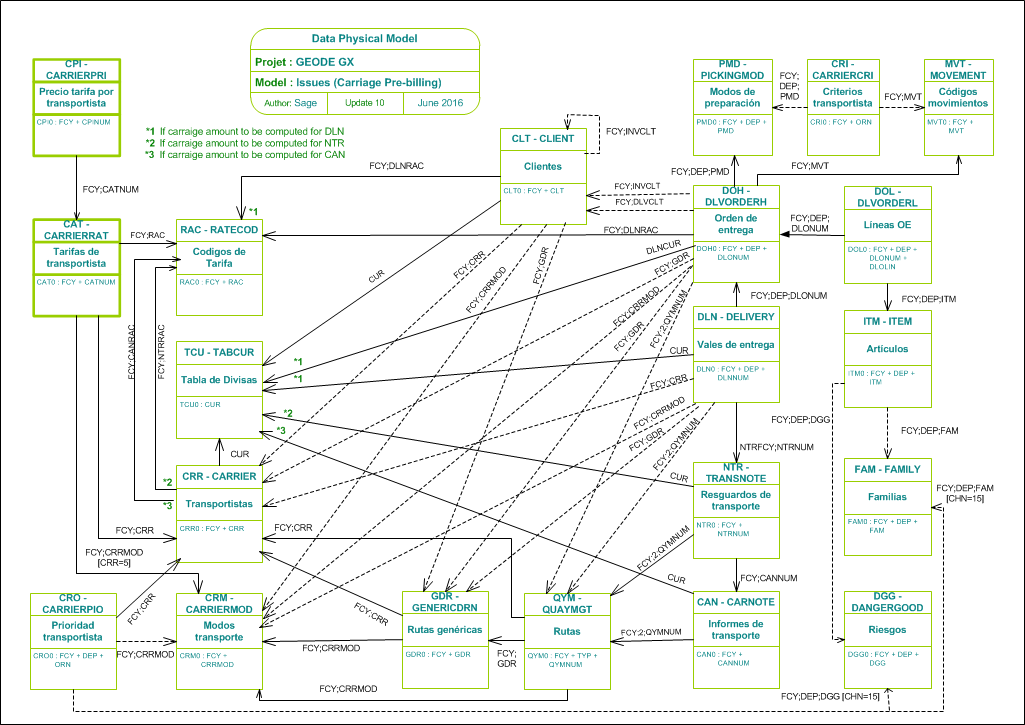 Data Physical Model
Projet : GEODE GX
Model : Issues (Carriage Pre-billing)
Author: Sage
Update 10
June 2016
*1 If carraige amount to be computed for DLN
*2 If carraige amount to be computed for NTR
*3 If carraige amount to be computed for CAN
CPI -
CARRIERPRI
Precio tarifa por
transportista
CPI0 : FCY + CPINUM
FCY;CATNUM
CAT -
CARRIERRAT
Tarifas de
transportista
CAT0 : FCY + CATNUM
FCY;RAC
RAC - RATECOD
Codigos de
Tarifa
RAC0 : FCY + RAC
FCY;DLNRAC
*1
CLT - CLIENT
Clientes
CLT0 : FCY + CLT
FCY;INVCLT
PMD -
PICKINGMOD
Modos de
preparación
PMD0 : FCY + DEP +
PMD
FCY;
DEP;
PMD
CRI -
CARRIERCRI
Criterios
transportista
CRI0 : FCY + ORN
FCY;MVT
MVT -
MOVEMENT
Códigos
movimientos
MVT0 : FCY +
MVT
FCY;DEP;PMD
FCY;MVT
FCY;INVCLT
FCY;DLVCLT
FCY;DLNRAC
DOH -
DLVORDERH
Orden de
entrega
DOH0 : FCY + DEP +
DLONUM
FCY;DEP;
DLONUM
DOL -
DLVORDERL
Líneas OE
DOL0 : FCY + DEP +
DLONUM +
DLOLIN
CUR
FCY;CRR
FCY;CRRMOD
FCY;GDR
DLNCUR
FCY;GDR
FCY;CRRMOD
FCY;GDR
FCY;2;QYMNUM
FCY;DEP;DLONUM
FCY;DEP;ITM
DLN - DELIVERY
Vales de entrega
DLN0 : FCY + DEP +
DLNNUM
ITM - ITEM
Artículos
ITM0 : FCY + DEP +
ITM
FCY;CANRAC
FCY;NTRRAC
TCU - TABCUR
Tabla de Divisas
TCU0 : CUR
*1
*1
*2
*3
CUR
FCY;CRR
FCY;CRRMOD
FCY;GDR
FCY:2;QYMNUM
FCY;DEP;DGG
FCY;DEP;FAM
CUR
NTRFCY;NTRNUM
CRR - CARRIER
Transportistas
CRR0 : FCY + CRR
*2
*3
CUR
NTR -
TRANSNOTE
Resguardos de
transporte
NTR0 : FCY +
NTRNUM
FAM - FAMILY
Familias
FAM0 : FCY + DEP +
FAM
FCY;DEP;FAM
[CHN=15]
FCY;CRR
FCY;CRRMOD
[CRR=5]
FCY;CRR
FCY;2;QYMNUM
CUR
FCY;CANNUM
CRO -
CARRIERPIO
Prioridad
transportista
CRO0 : FCY + DEP +
ORN
FCY;CRR
FCY;CRRMOD
CRM -
CARRIERMOD
Modos
transporte
CRM0 : FCY +
CRRMOD
FCY;CRR
FCY;CRRMOD
GDR -
GENERICDRN
Rutas genéricas
GDR0 : FCY + GDR
FCY;
GDR
QYM -
QUAYMGT
Rutas
QYM0 : FCY + TYP +
QYMNUM
FCY;2;QYMNUM
CAN - CARNOTE
Informes de
transporte
CAN0 : FCY +
CANNUM
DGG -
DANGERGOOD
Riesgos
DGG0 : FCY + DEP +
DGG
FCY;CRRMOD
FCY;DEP;DGG [CHN=15]